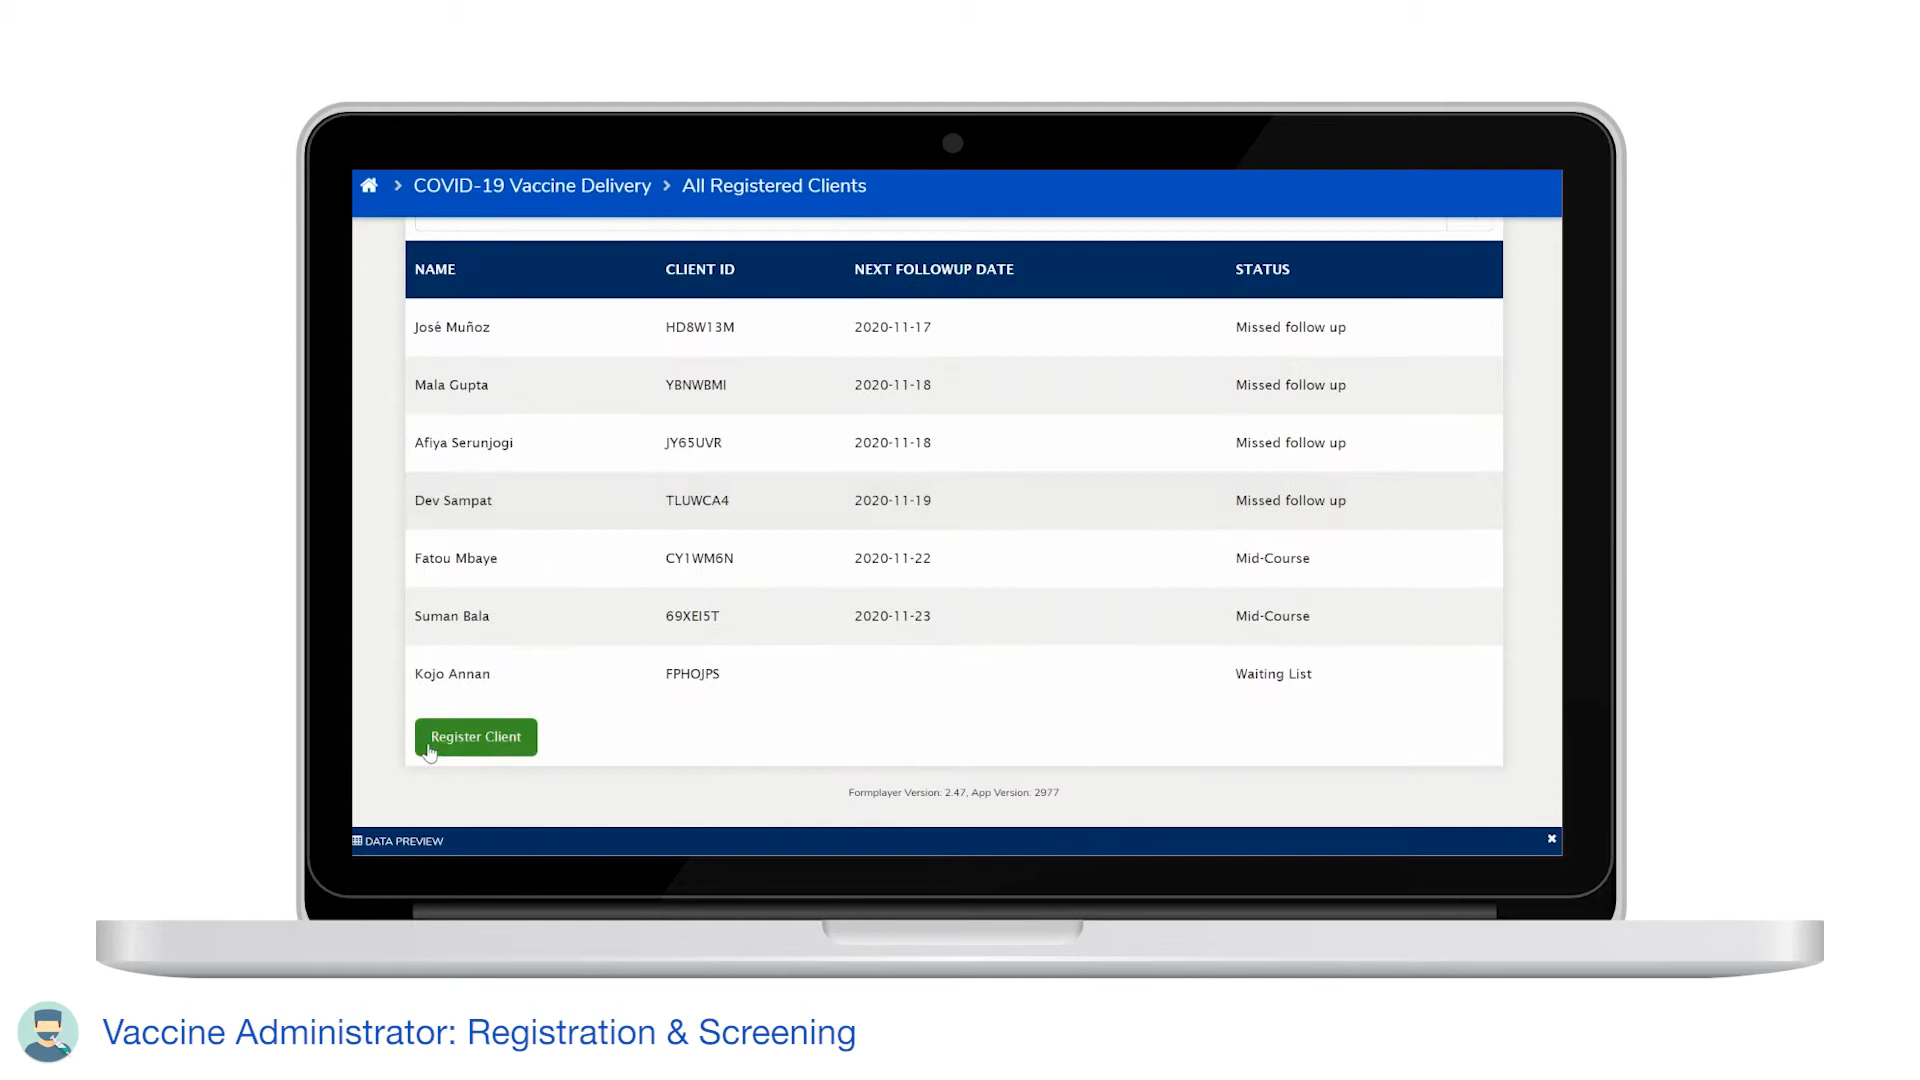 COVID-19 Vaccine Delivery > All Registered Clients
NAME CLIENT ID NEXT FOLLOWUP DATE STATUS
José Muñoz HD8W13M 2020-11-17 Missed follow up
Mala Gupta YBNWBMI 2020-11-18 Missed follow up
Afiya Serunjogi JY65UVR 2020-11-18 Missed follow up
Dev Sampat TLUWCA4 2020-11-19 Missed follow up
Fatou Mbaye CY1WM6N 2020-11-22 Mid-Course
Suman Bala 69XEI5T 2020-11-23 Mid-Course
Kojo Annan FPHOJPS Waiting List
Register Client
Formplayer Version: 2.47, App Version: 2977
DATA PREVIEW
Vaccine Administrator: Registration & Screening